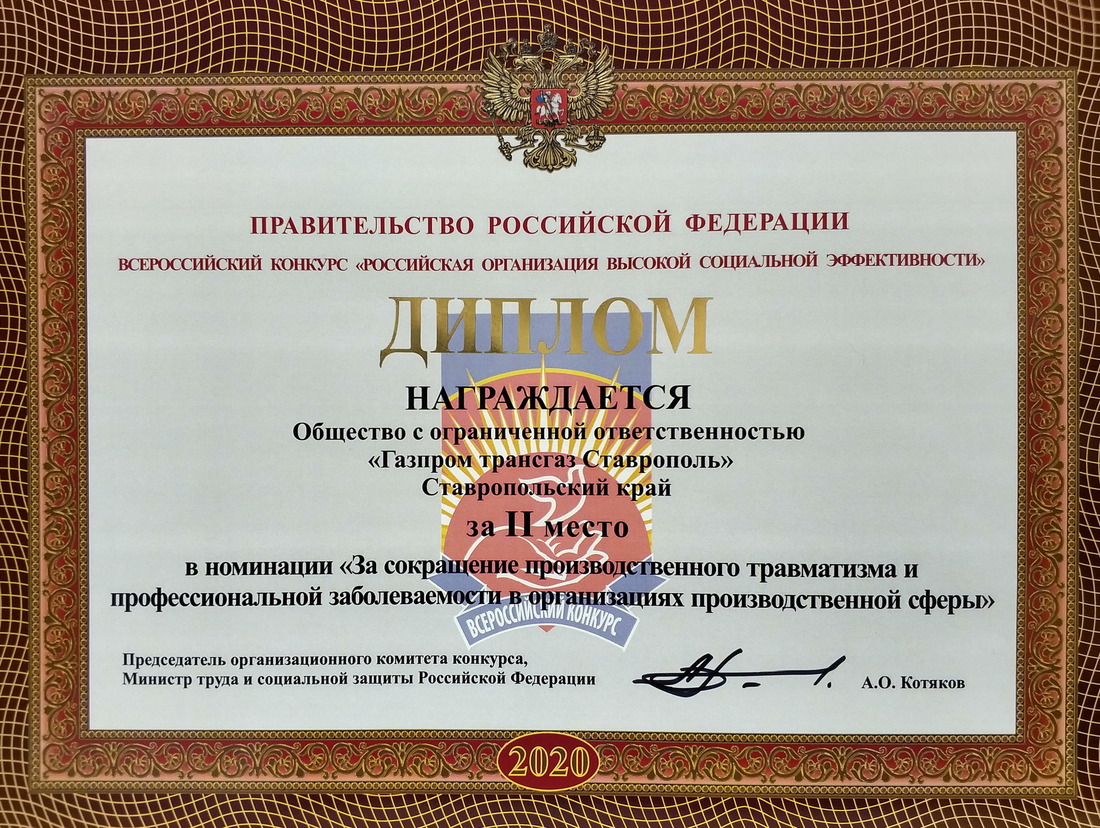 ПРАВИТЕЛЬСТВО РОССИЙСКОЙ ФЕДЕРАЦИИ
ВСЕРОССИЙСКИЙ КОНКУРС «РОССИЙСКАЯ ОРГАНИЗАЦИЯ ВЫСОКОЙ СОЦИАЛЬНОЙ ЭФФЕКТИВНОСТИ»
ДИПЛОМ
НАГРАЖДАЕТСЯ
Общество с ограниченной ответственностью
«Газпром трансгаз Ставрополь»
Ставропольский край
за II место
в номинации «За сокращение производственного травматизма и
профессиональной заболеваемости в организациях производственной сферы»
ВСЕРОССИЙСКИЙ КОНКУРС
Председатель организационного комитета конкурса,
Министр труда и социальной защиты Российской Федерации
А.О. Котяков
2020